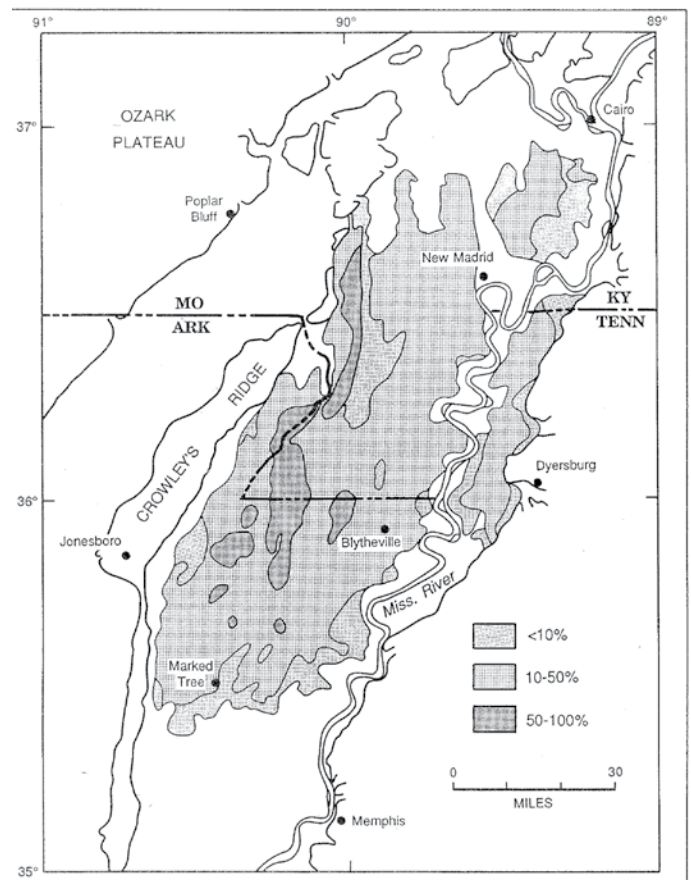 91°
90°
89°
37°
OZARK
PLATEAU
Cairo
Poplar
Bluff
New Madrid
MO
ARK
KY
TENN
CROWLEY'S RIDGE
36°
Dyersburg
Jonesboro
Blytheville
Miss. River
<10%
10-50%
50-100%
Marked
Tree
0 30
MILES
Memphis
35°